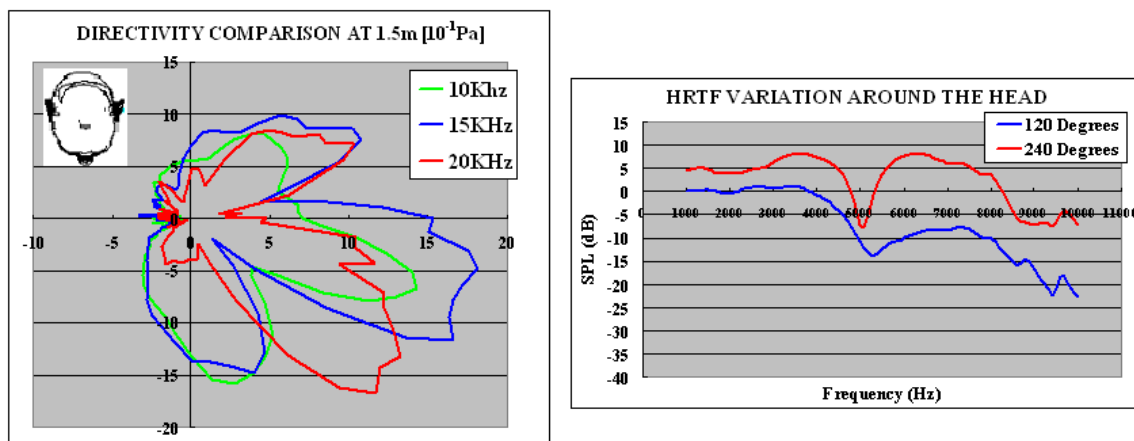 DIRECTIVITY COMPARISON AT 1.5m [10⁻¹Pa]
15
10
5
0
-5
-10
-15
-20
-10
-5
0
5
10
15
20
10Khz
15KHz
20KHz
HRTF VARIATION AROUND THE HEAD
120 Degrees
240 Degrees
SPL (dB)
15
10
5
0
-5
-10
-15
-20
-25
-30
-35
-40
0 1000 2000 3000 4000 5000 6000 7000 8000 9000 10000 11000
Frequency (Hz)